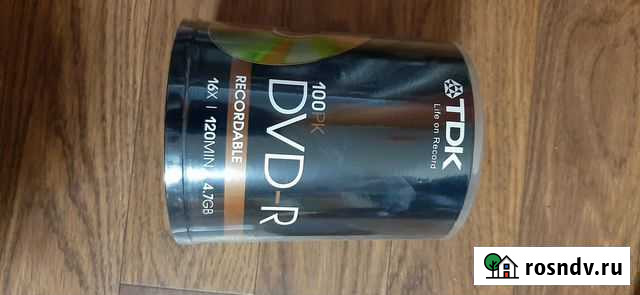 TDK
Life on Record
100PK
DVD-R
RECORDABLE
16X | 120MIN | 4.7GB
rosndv.ru